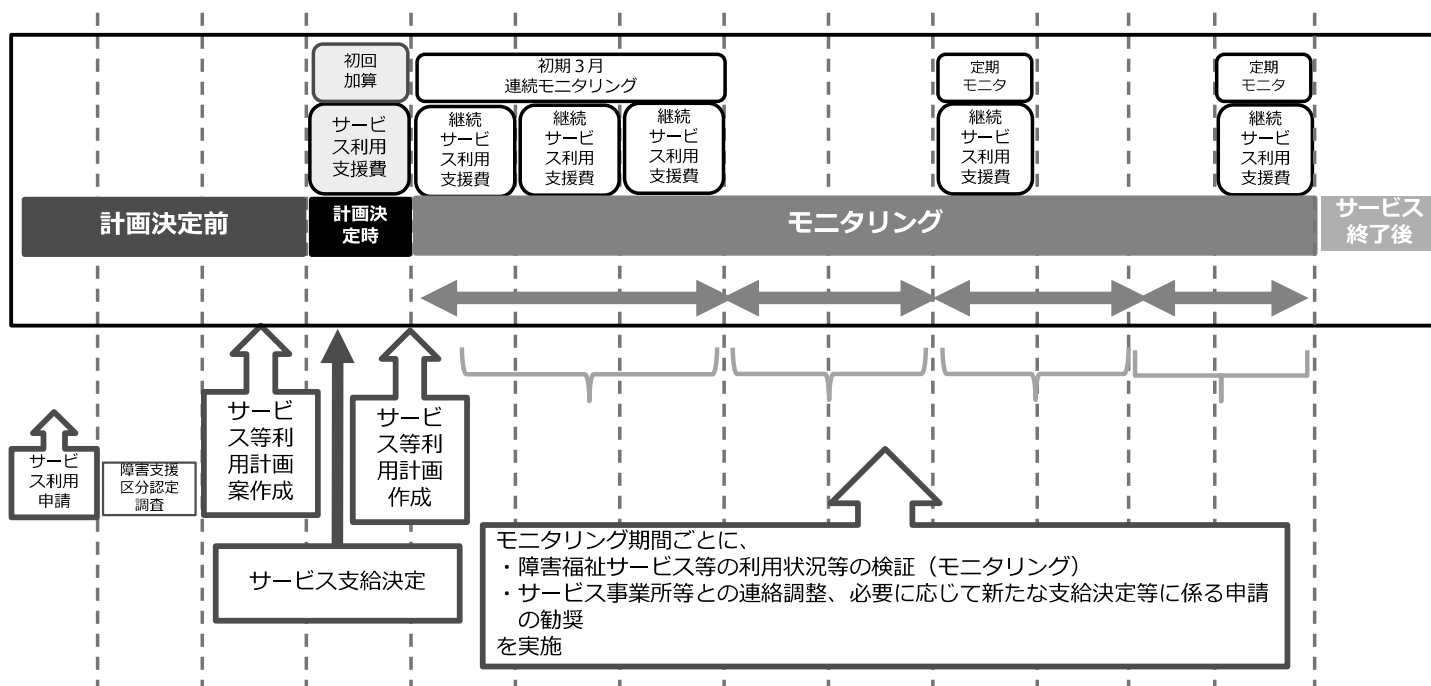 初回
加算
初期３月
連続モニタリング
定期
モニタ
定期
モニタ
サービ
ス利用
支援費
継続
サービ
ス利用
支援費
継続
サービ
ス利用
支援費
継続
サービ
ス利用
支援費
継続
サービ
ス利用
支援費
継続
サービ
ス利用
支援費
計画決定前
計画決
定時
モニタリング
サービス
終了後
サービ
ス利用
申請
障害支援
区分認定
調査
サービ
ス等利
用計画
案作成
サービ
ス等利
用計画
作成
サービス支給決定
モニタリング期間ごとに、
・障害福祉サービス等の利用状況等の検証（モニタリング）
・サービス事業所等との連絡調整、必要に応じて新たな支給決定等に係る申請
の勧奨
を実施